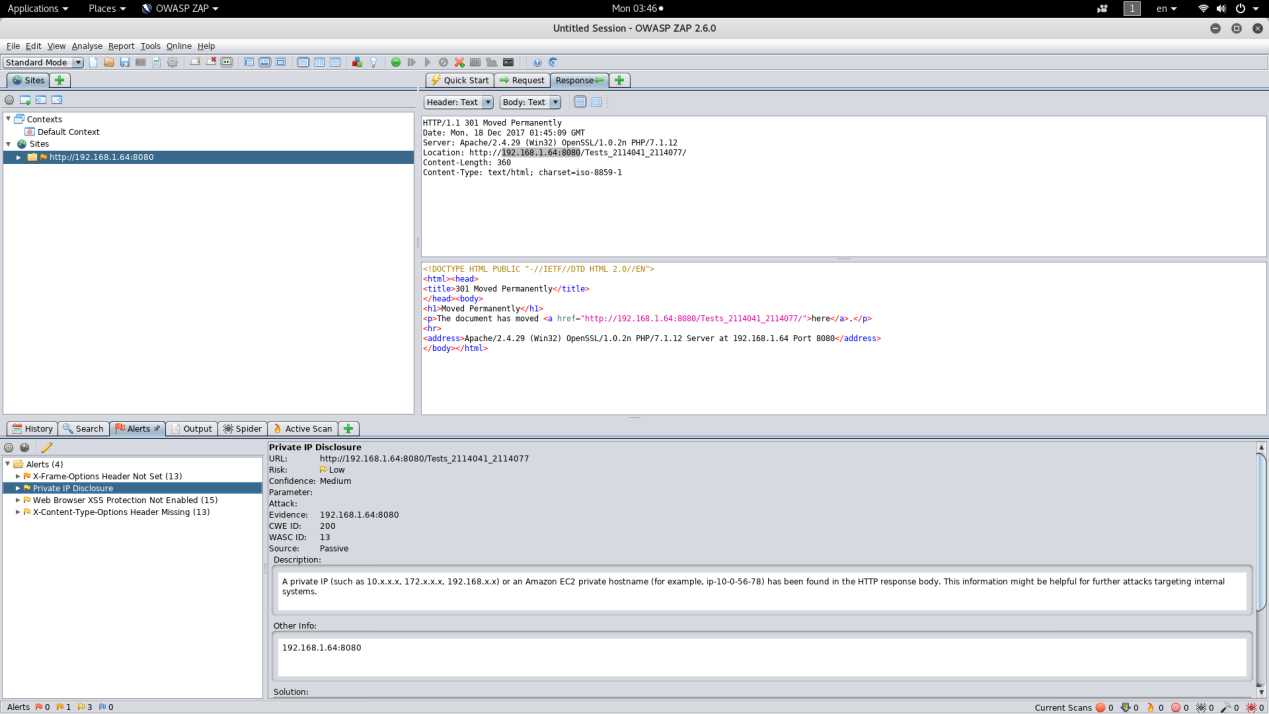 Applications Places OWASP ZAP Mon 03:46 1 en
Untitled Session - OWASP ZAP 2.6.0
File Edit View Analyse Report Tools Online Help
Standard Mode
Sites
Quick Start Request Response
Header: Text Body: Text
Contexts
Default Context
Sites
http://192.168.1.64:8080
HTTP/1.1 301 Moved Permanently
Date: Mon, 18 Dec 2017 01:45:09 GMT
Server: Apache/2.4.29 (Win32) OpenSSL/1.0.2n PHP/7.1.12
Location: http://192.168.1.64:8080/Tests_2114041_2114077/
Content-Length: 360
Content-Type: text/html; charset=iso-8859-1
<!DOCTYPE HTML PUBLIC "-//IETF//DTD HTML 2.0//EN">
<html><head>
<title>301 Moved Permanently</title>
</head><body>
<h1>Moved Permanently</h1>
<p>The document has moved <a href="http://192.168.1.64:8080/Tests_2114041_2114077/">here</a>.</p>
<hr>
<address>Apache/2.4.29 (Win32) OpenSSL/1.0.2n PHP/7.1.12 Server at 192.168.1.64 Port 8080</address>
</body></html>
History Search Alerts Output Spider Active Scan
Alerts (4)
X-Frame-Options Header Not Set (13)
Private IP Disclosure
Web Browser XSS Protection Not Enabled (15)
X-Content-Type-Options Header Missing (13)
Private IP Disclosure
URL: http://192.168.1.64:8080/Tests_2114041_2114077
Risk: Low
Confidence: Medium
Parameter:
Attack:
Evidence: 192.168.1.64:8080
CWE ID: 200
WASC ID: 13
Source: Passive
Description:
A private IP (such as 10.x.x.x, 172.x.x.x, 192.168.x.x) or an Amazon EC2 private hostname (for example, ip-10-0-56-78) has been found in the HTTP response body. This information might be helpful for further attacks targeting internal
systems.
Other Info:
192.168.1.64:8080
Solution:
Alerts 0 1 3 0 Current Scans 0 0 0 0 0 0 0